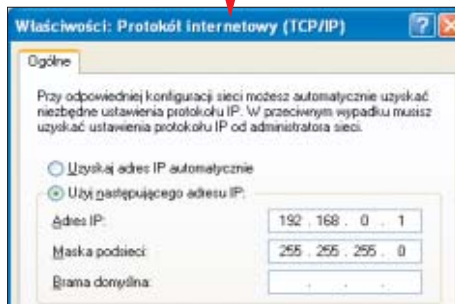 Właściwości: Protokół internetowy (TCP/IP)
Ogólne
Przy odpowiedniej konfiguracji sieci możesz automatycznie uzyskać
niezbędne ustawienia protokołu IP. W przeciwnym wypadku musisz
uzyskać ustawienia protokołu IP od administratora sieci.
Uzyskaj adres IP automatycznie
Użyj następującego adresu IP:
Adres IP: 192 . 168 . 0 . 1
Maska podsieci: 255 . 255 . 255 . 0
Brama domyślna: . . .